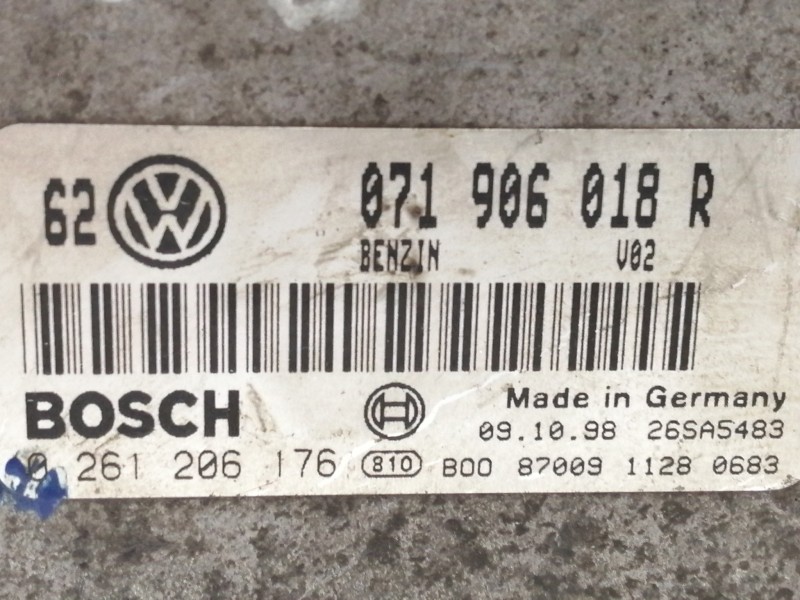 62 071 906 018 R
BENZIN V02
BOSCH Made in Germany
09.10.98 26SA5483
0 261 206 176 810 B00 87009 1128 0683